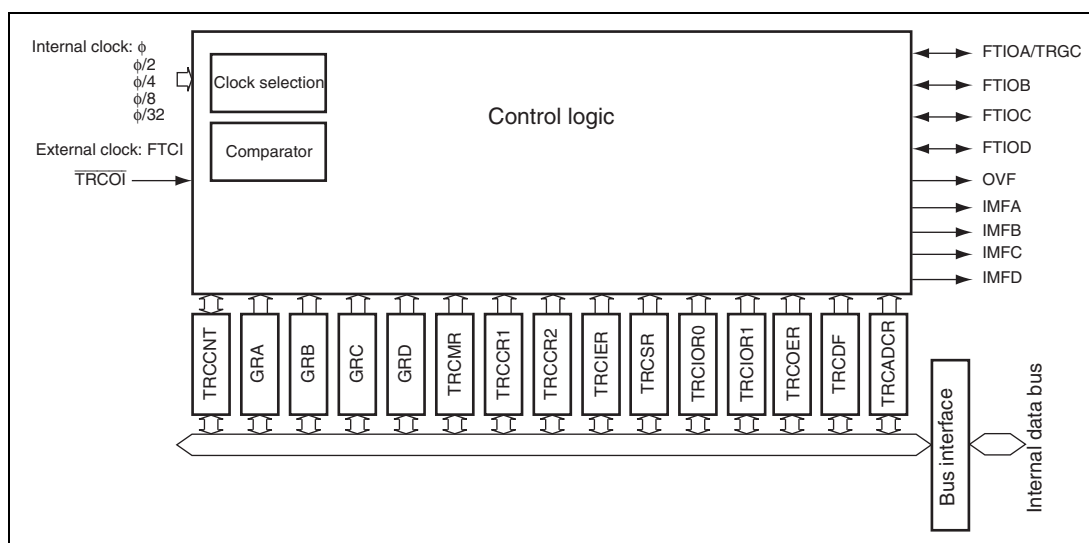 Internal clock: ϕ
ϕ/2
ϕ/4
ϕ/8
ϕ/32
External clock: FTCI
TRCOI
Clock selection
Comparator
Control logic
FTIOA/TRGC
FTIOB
FTIOC
FTIOD
OVF
IMFA
IMFB
IMFC
IMFD
TRCCNT
GRA
GRB
GRC
GRD
TRCMR
TRCCR1
TRCCR2
TRCIER
TRCSR
TRCIOR0
TRCIOR1
TRCOER
TRCDF
TRCADCR
Bus interface
Internal data bus